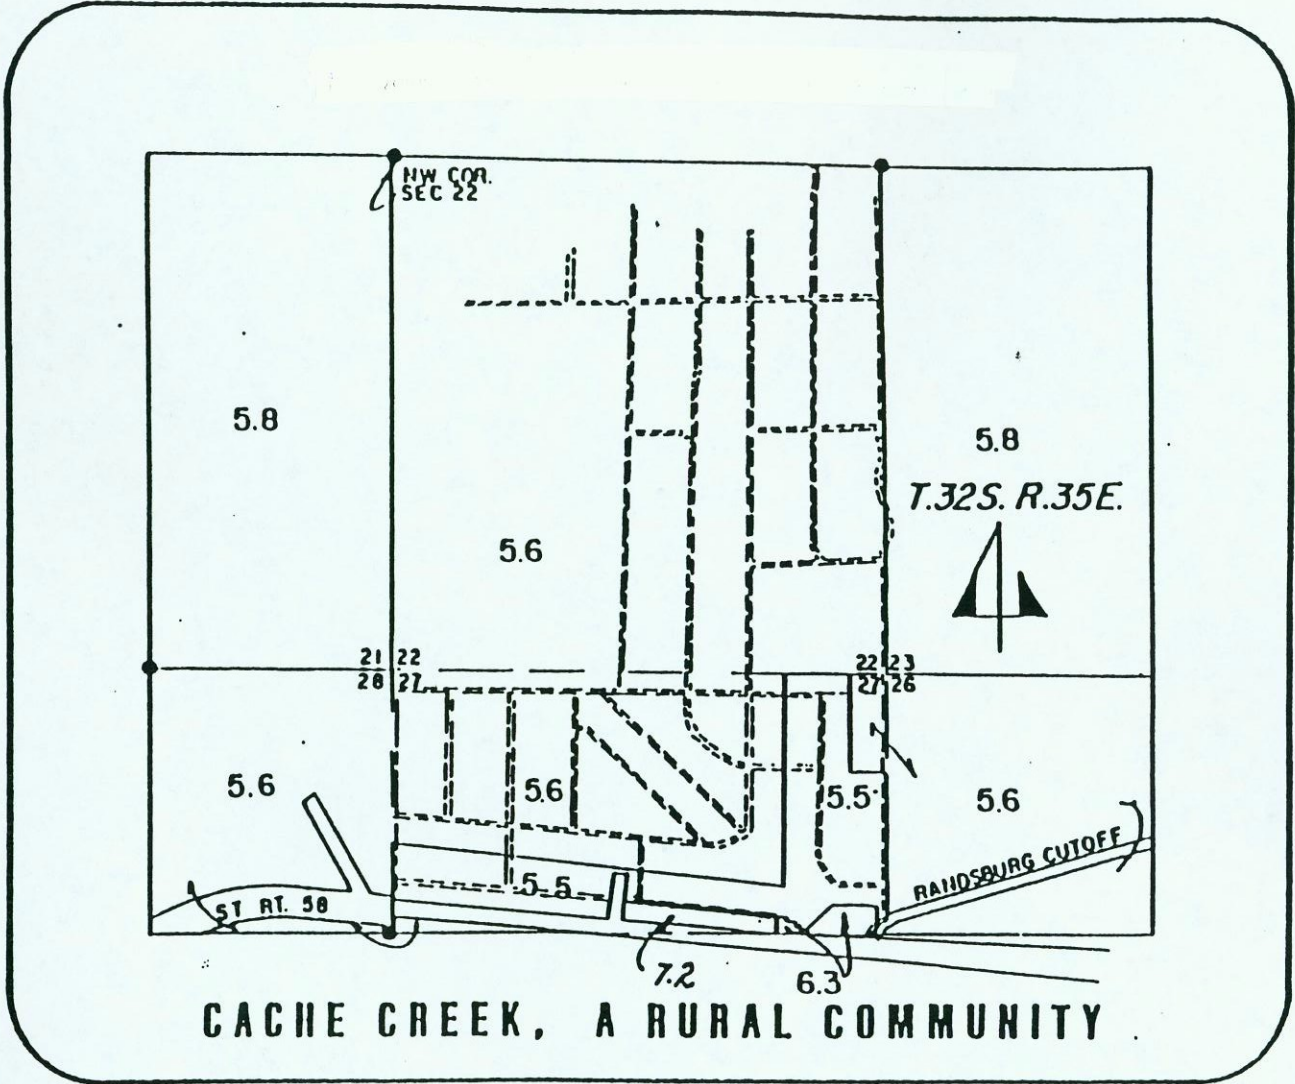 NW COR.
SEC 22
5.8
5.8
T.32S. R.35E.
5.6
21 22
28 27
22 23
27 26
5.6
5.6
5.5
5.6
RANDSBURG CUTOFF
5.5
ST RT. 58
7.2
6.3
CACHE CREEK, A RURAL COMMUNITY